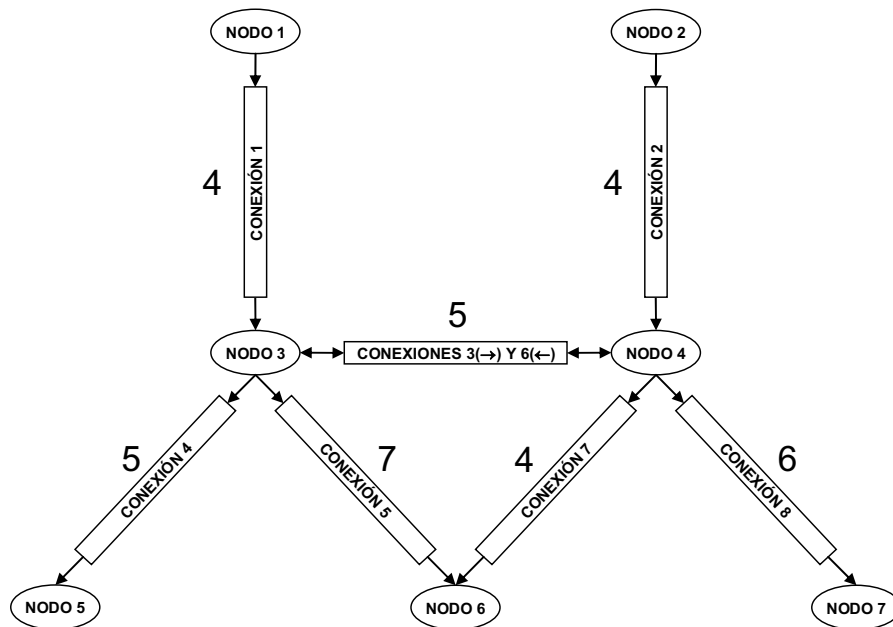 NODO 1
NODO 2
4
CONEXIÓN 1
4
CONEXIÓN 2
5
NODO 3
CONEXIONES 3(→) Y 6(←)
NODO 4
5
CONEXIÓN 4
7
CONEXIÓN 5
4
CONEXIÓN 7
6
CONEXIÓN 8
NODO 5
NODO 6
NODO 7